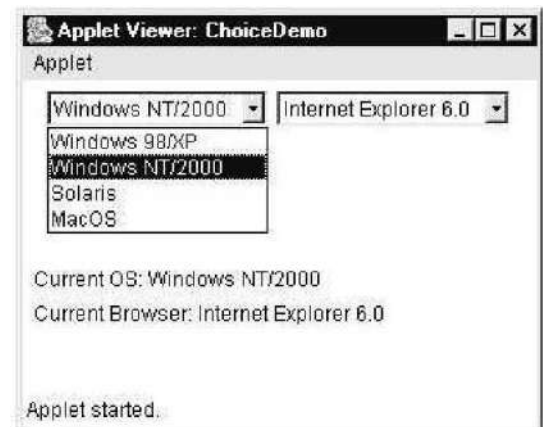 Applet Viewer: ChoiceDemo
Applet
Windows NT/2000 Internet Explorer 6.0
Windows 98/XP
Windows NT/2000
Solaris
MacOS
Current OS: Windows NT/2000
Current Browser: Internet Explorer 6.0
Applet started.